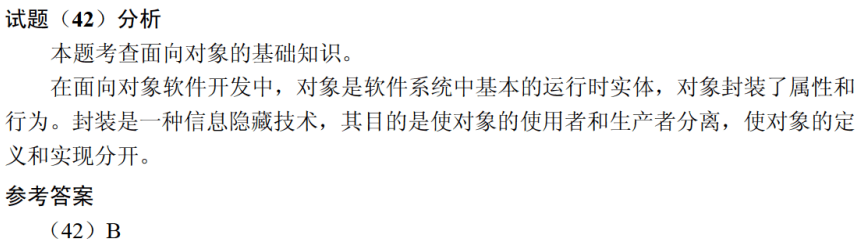 试题（42）分析
本题考查面向对象的基础知识。
在面向对象软件开发中，对象是软件系统中基本的运行时实体，对象封装了属性和
行为。封装是一种信息隐藏技术，其目的是使对象的使用者和生产者分离，使对象的定
义和实现分开。
参考答案
（42）B